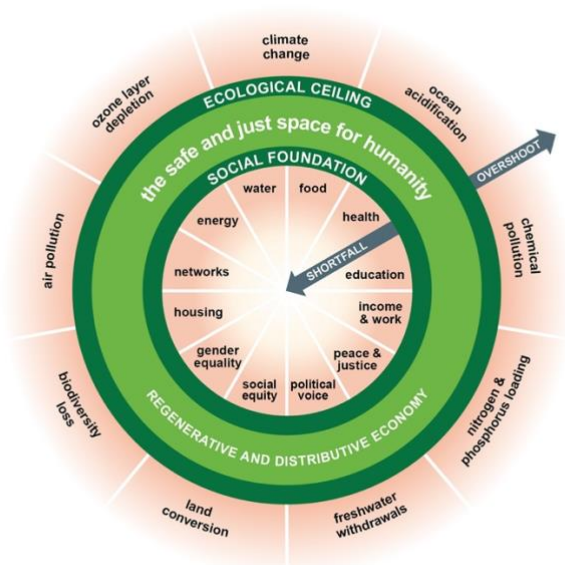 climate
change
ocean
acidification
chemical
pollution
nitrogen &
phosphorus loading
freshwater
withdrawals
land
conversion
biodiversity
loss
air pollution
ozone layer
depletion
ECOLOGICAL CEILING
the safe and just space for humanity
SOCIAL FOUNDATION
OVERSHOOT
SHORTFALL
water
food
health
education
income
& work
peace &
justice
political
voice
social
equity
gender
equality
housing
networks
energy
REGENERATIVE AND DISTRIBUTIVE ECONOMY